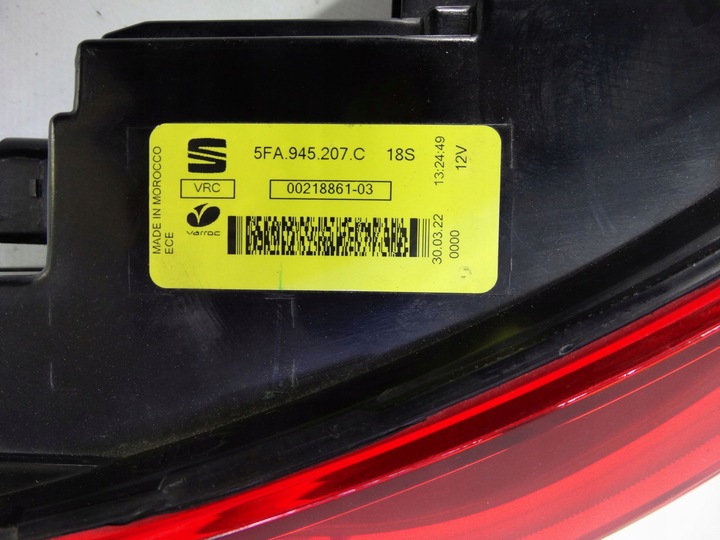 5FA.945.207.C 18S
VRC 00218861-03
varroc
MADE IN MOROCCO
ECE
30.03.22 13:24:49
0000 12V